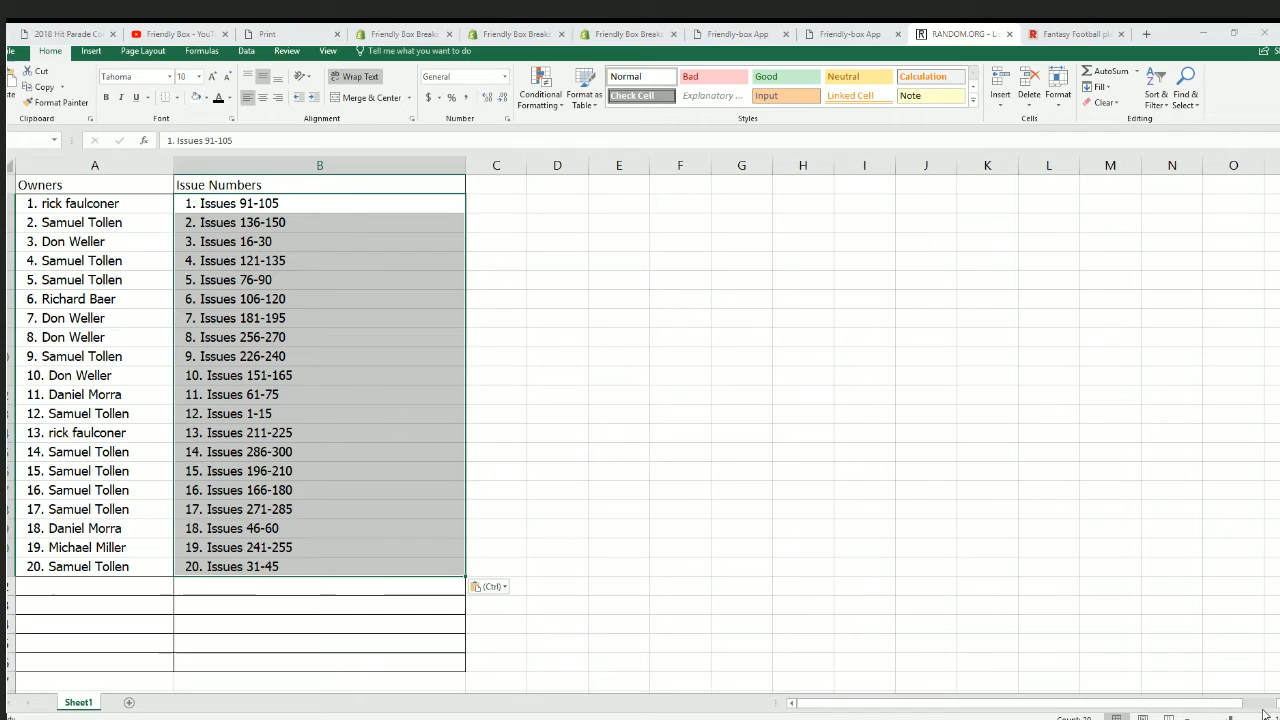 2018 Hit Parade Co
Friendly Box - YouTu
Print
Friendly Box Breaks
Friendly Box Breaks
Friendly Box Breaks
Friendly-box App
Friendly-box App
RANDOM.ORG - L
Fantasy Football pl
Home Insert Page Layout Formulas Data Review View Tell me what you want to do
Cut
Copy
Format Painter
Clipboard
Tahoma 10
B I U
Font
Wrap Text
Merge & Center
Alignment
General
$ % ,
Number
Conditional Formatting
Format as Table
Normal Bad Good Neutral Calculation
Check Cell Explanatory ... Input Linked Cell Note
Styles
Insert Delete Format
Cells
AutoSum
Fill
Clear
Sort & Filter
Find & Select
Editing
fx 1. Issues 91-105
A B C D E F G H I J K L M N O
Owners Issue Numbers
1. rick faulconer 1. Issues 91-105
2. Samuel Tollen 2. Issues 136-150
3. Don Weller 3. Issues 16-30
4. Samuel Tollen 4. Issues 121-135
5. Samuel Tollen 5. Issues 76-90
6. Richard Baer 6. Issues 106-120
7. Don Weller 7. Issues 181-195
8. Don Weller 8. Issues 256-270
9. Samuel Tollen 9. Issues 226-240
10. Don Weller 10. Issues 151-165
11. Daniel Morra 11. Issues 61-75
12. Samuel Tollen 12. Issues 1-15
13. rick faulconer 13. Issues 211-225
14. Samuel Tollen 14. Issues 286-300
15. Samuel Tollen 15. Issues 196-210
16. Samuel Tollen 16. Issues 166-180
17. Samuel Tollen 17. Issues 271-285
18. Daniel Morra 18. Issues 46-60
19. Michael Miller 19. Issues 241-255
20. Samuel Tollen 20. Issues 31-45
(Ctrl)
Sheet1
Count: 20